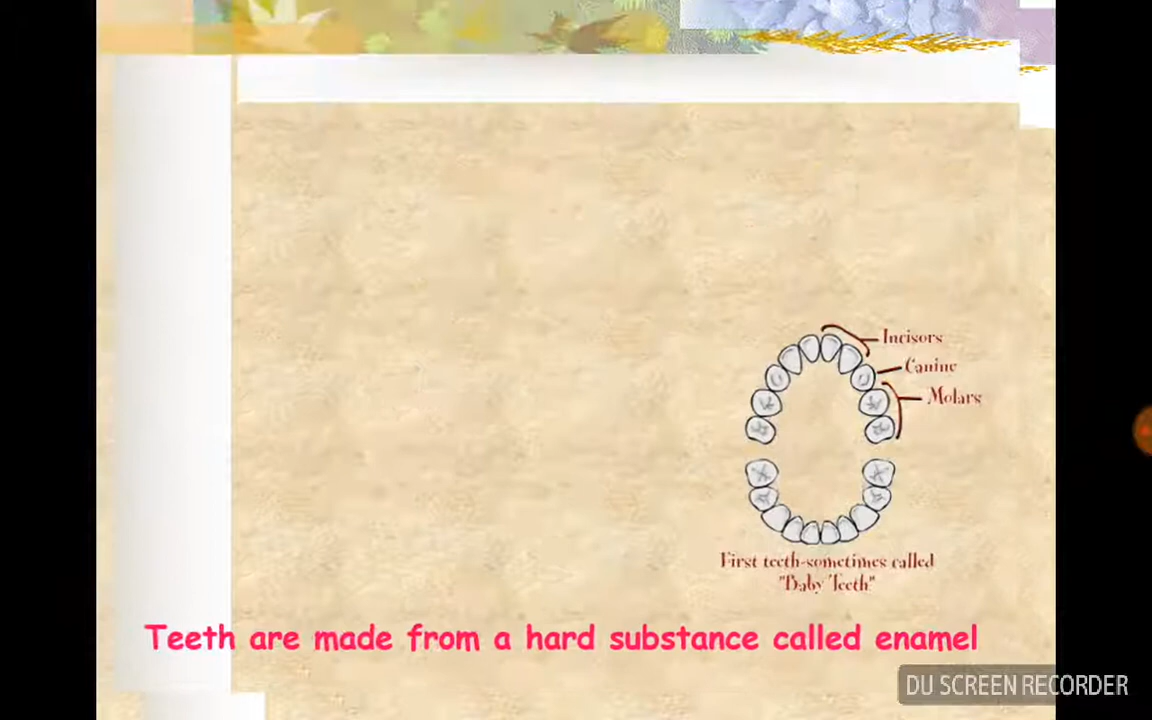 Incisors
Canine
Molars
First teeth-sometimes called
"Baby Teeth"
Teeth are made from a hard substance called enamel
DU SCREEN RECORDER